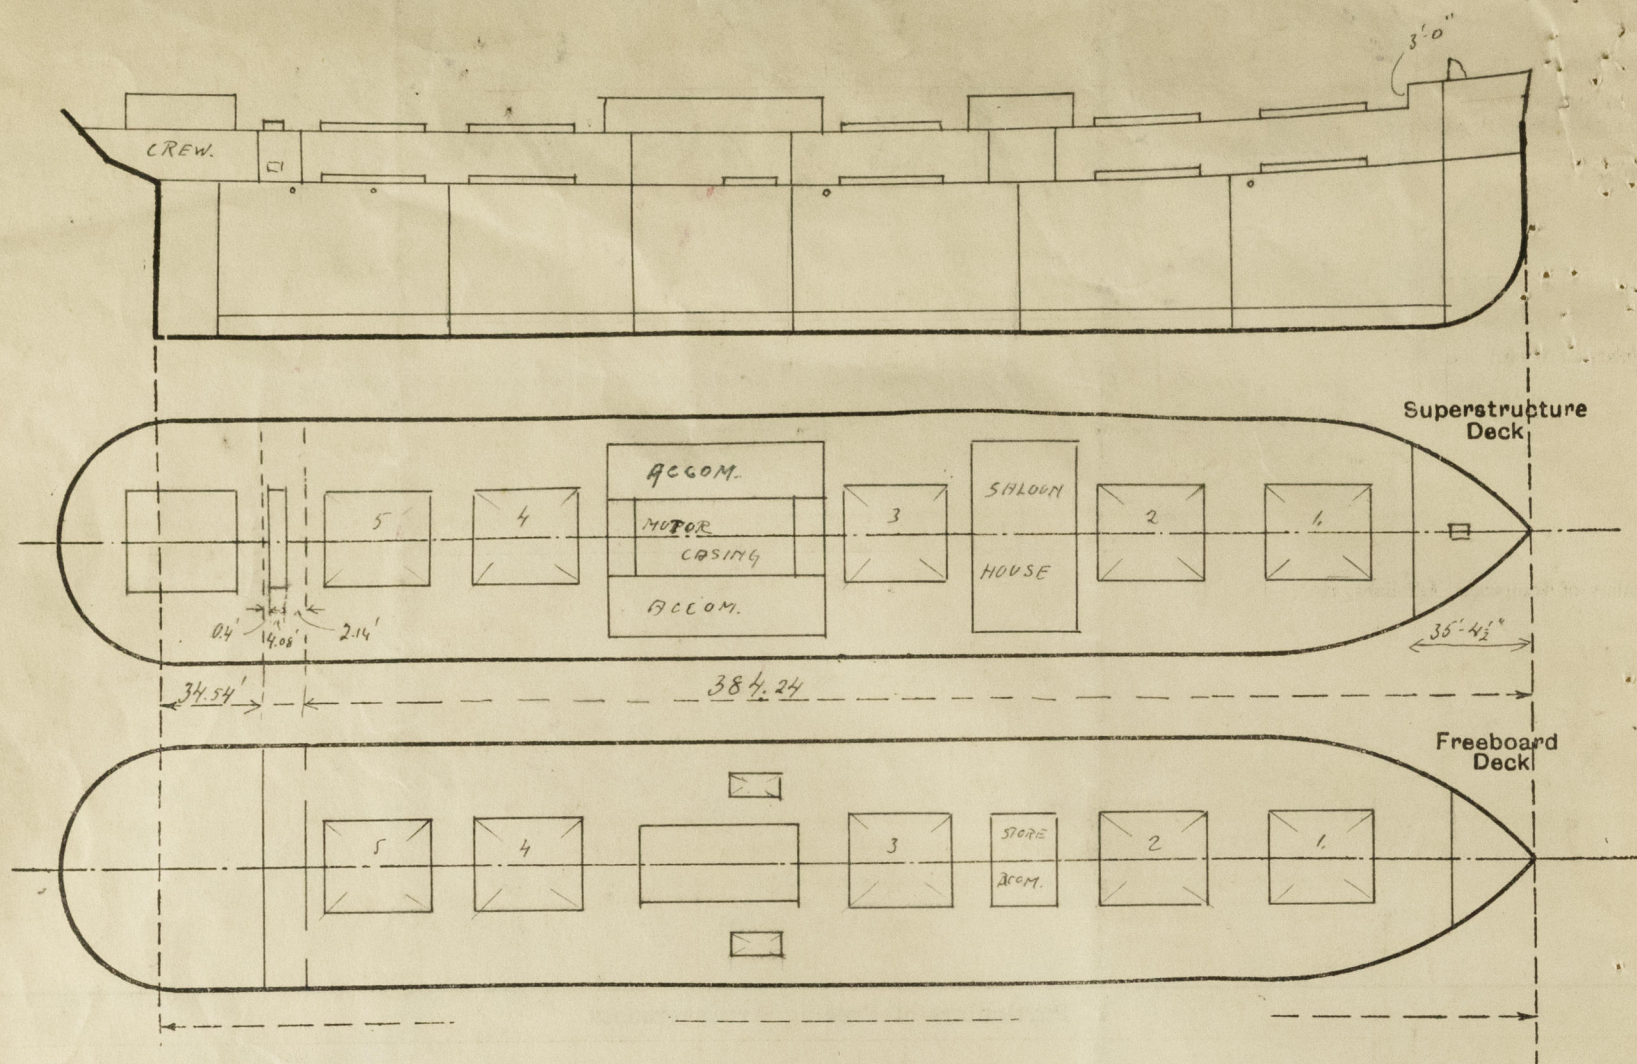 3'-0"
CREW.
Superstructure
Deck
ACCOM.
5
4
MOTOR
CASING
3
SALOON
HOUSE
2
1.
ACCOM.
0.4'
4.08'
2.14'
35'-4½"
34.54'
384.24
Freeboard
Deck
5
4
3
STORE
ACOM.
2
1.